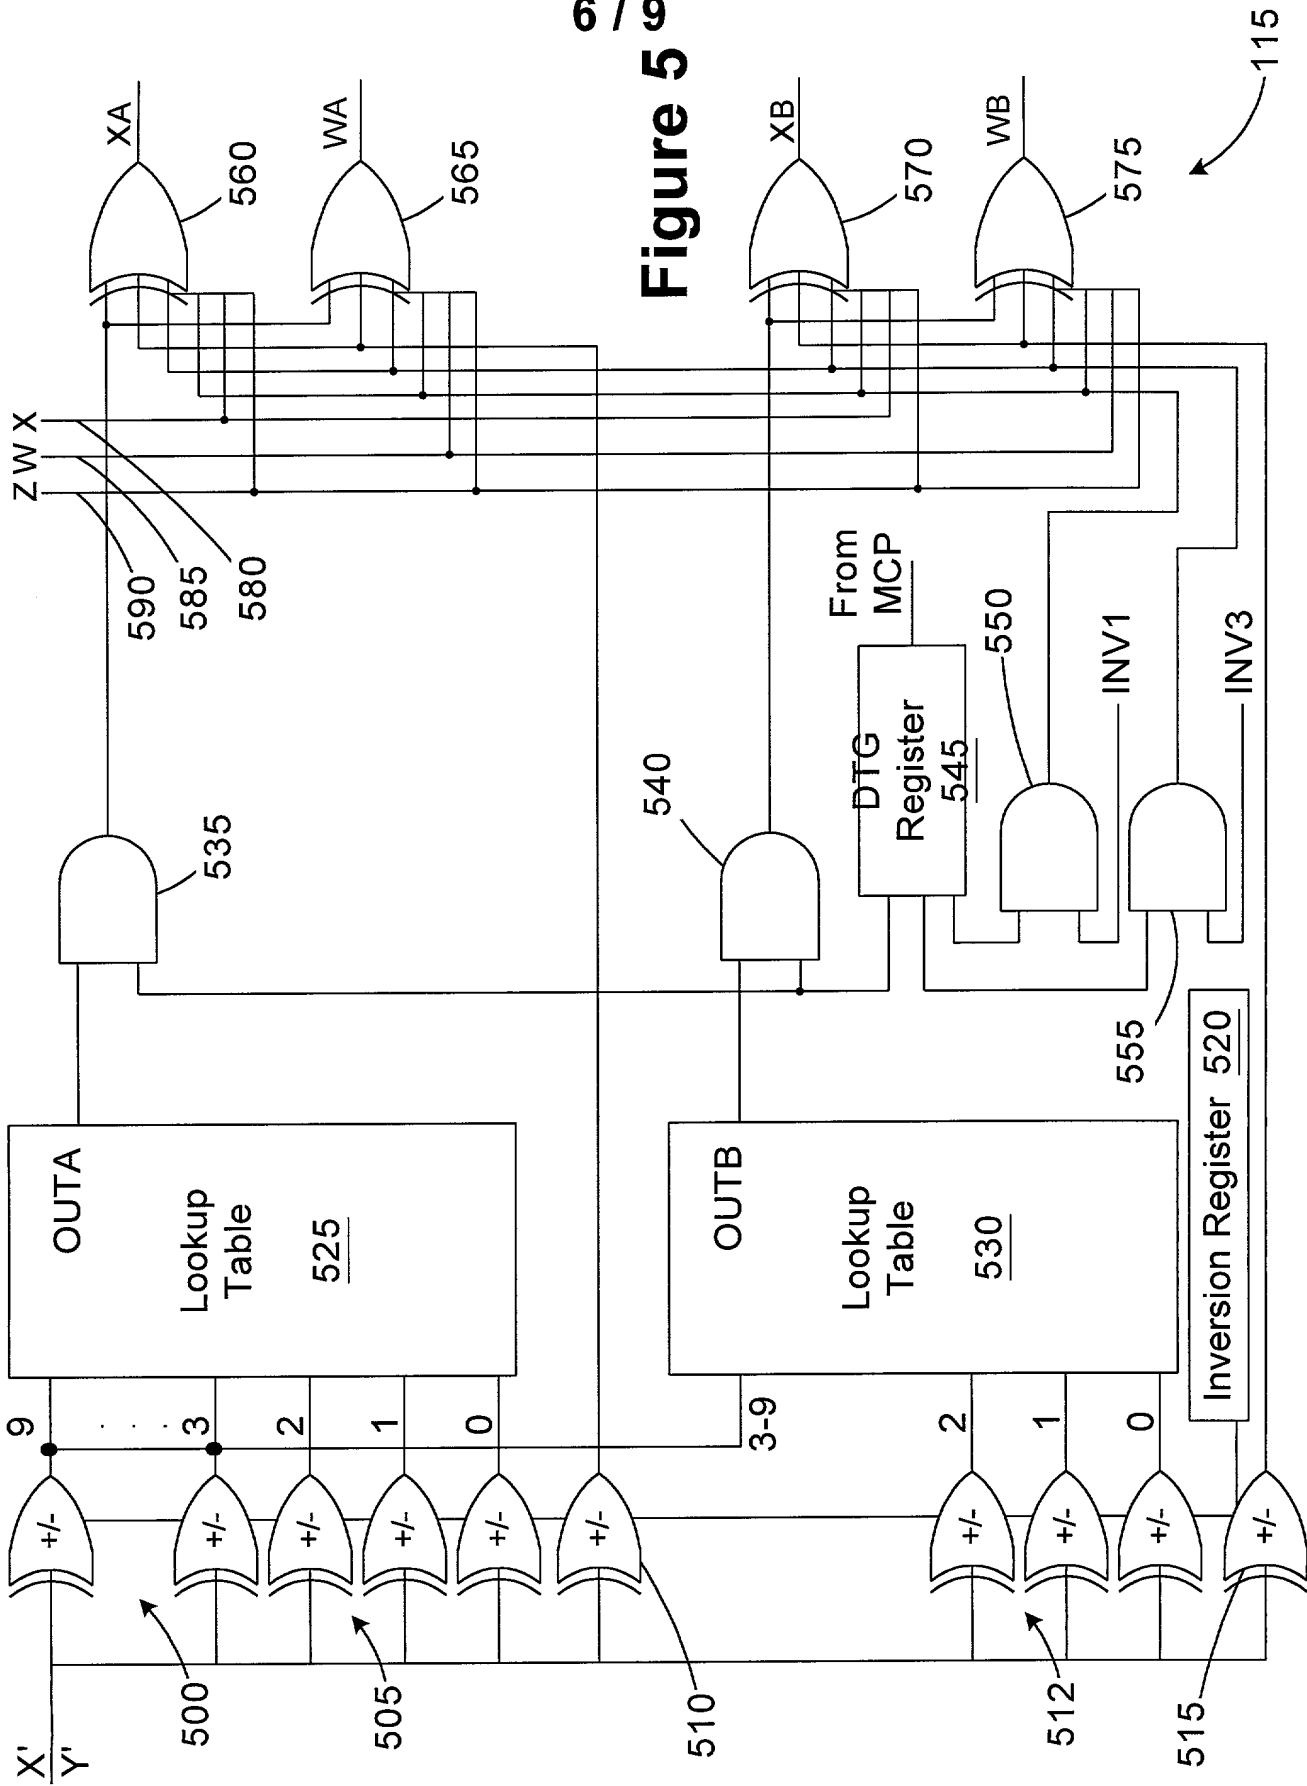 6 / 9
Figure 5
X'
Y'
500
505
510
512
515
+/-
+/-
+/-
+/-
+/-
+/-
+/-
+/-
+/-
+/-
9
. . . .
3
2
1
0
3-9
2
1
0
OUTA
Lookup
Table
525
OUTB
Lookup
Table
530
Inversion Register 520
535
540
DTG
Register
545
From
MCP
550
555
INV1
INV3
Z W X
590
585
580
XA
560
WA
565
XB
570
WB
575
115